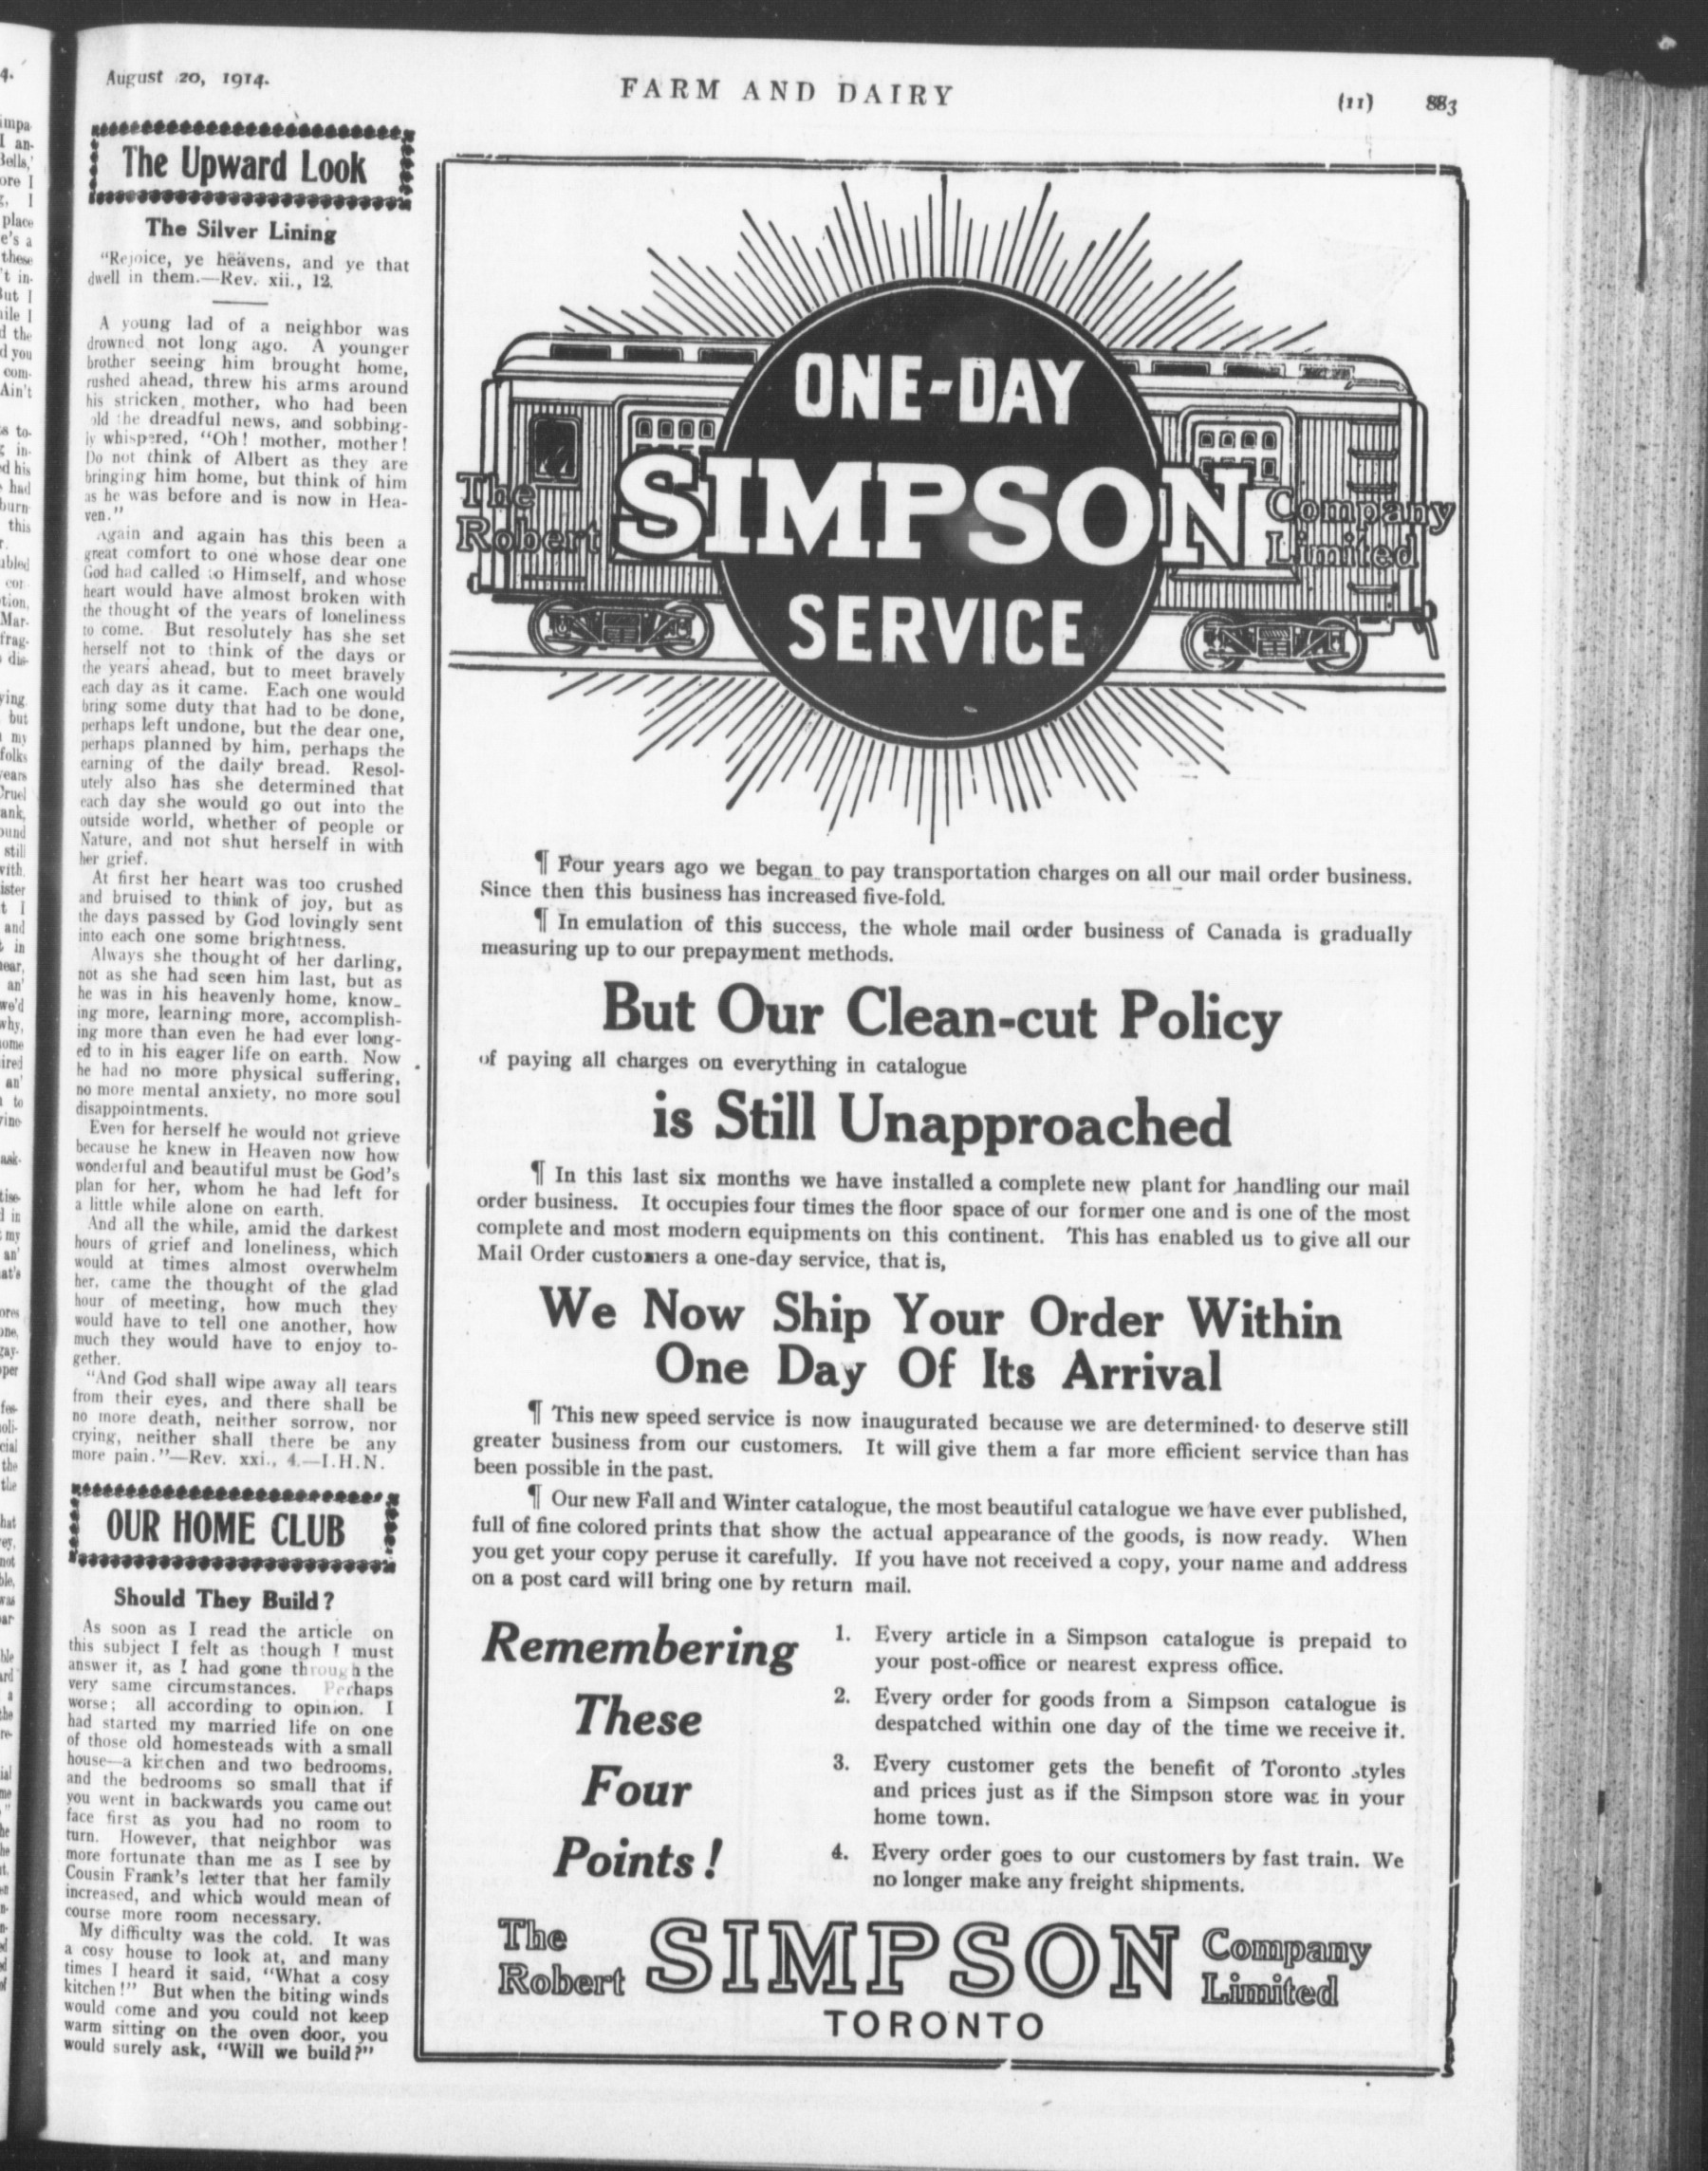 August 20, 1914.
FARM AND DAIRY
(11) 883
The Upward Look
The Silver Lining
"Rejoice, ye heavens, and ye that
dwell in them.—Rev. xii., 12.
A young lad of a neighbor was
drowned not long ago. A younger
brother seeing him brought home,
rushed ahead, threw his arms around
his stricken mother, who had been
old the dreadful news, and sobbing-
ly whispered, "Oh! mother, mother!
Do not think of Albert as they are
bringing him home, but think of him
as he was before and is now in Hea-
ven."
Again and again has this been a
great comfort to one whose dear one
God had called to Himself, and whose
heart would have almost broken with
the thought of the years of loneliness
to come. But resolutely has she set
herself not to think of the days or
the years ahead, but to meet bravely
each day as it came. Each one would
bring some duty that had to be done,
perhaps left undone, but the dear one,
perhaps planned by him, perhaps the
earning of the daily bread. Resol-
utely also has she determined that
each day she would go out into the
outside world, whether of people or
Nature, and not shut herself in with
her grief.
At first her heart was too crushed
and bruised to think of joy, but as
the days passed by God lovingly sent
into each one some brightness.
Always she thought of her darling,
not as she had seen him last, but as
he was in his heavenly home, know-
ing more, learning more, accomplish-
ing more than even he had ever long-
ed to in his eager life on earth. Now
he had no more physical suffering,
no more mental anxiety, no more soul
disappointments.
Even for herself he would not grieve
because he knew in Heaven now how
wonderful and beautiful must be God's
plan for her, whom he had left for
a little while alone on earth.
And all the while, amid the darkest
hours of grief and loneliness, which
would at times almost overwhelm
her, came the thought of the glad
hour of meeting, how much they
would have to tell one another, how
much they would have to enjoy to-
gether.
"And God shall wipe away all tears
from their eyes, and there shall be
no more death, neither sorrow, nor
crying, neither shall there be any
more pain."—Rev. xxi., 4.—I.H.N.
OUR HOME CLUB
Should They Build?
As soon as I read the article on
this subject I felt as though I must
answer it, as I had gone through the
very same circumstances. Perhaps
worse; all according to opinion. I
had started my married life on one
of those old homesteads with a small
house—a kitchen and two bedrooms,
and the bedrooms so small that if
you went in backwards you came out
face first as you had no room to
turn. However, that neighbor was
more fortunate than me as I see by
Cousin Frank's letter that her family
increased, and which would mean of
course more room necessary.
My difficulty was the cold. It was
a cosy house to look at, and many
times I heard it said, "What a cosy
kitchen!" But when the biting winds
would come and you could not keep
warm sitting on the oven door, you
would surely ask, "Will we build?"
ONE-DAY
The Robert SIMPSON Company Limited
SERVICE
¶ Four years ago we began to pay transportation charges on all our mail order business.
Since then this business has increased five-fold.
¶ In emulation of this success, the whole mail order business of Canada is gradually
measuring up to our prepayment methods.
But Our Clean-cut Policy
of paying all charges on everything in catalogue
is Still Unapproached
¶ In this last six months we have installed a complete new plant for handling our mail
order business. It occupies four times the floor space of our former one and is one of the most
complete and most modern equipments on this continent. This has enabled us to give all our
Mail Order customers a one-day service, that is,
We Now Ship Your Order Within
One Day Of Its Arrival
¶ This new speed service is now inaugurated because we are determined to deserve still
greater business from our customers. It will give them a far more efficient service than has
been possible in the past.
¶ Our new Fall and Winter catalogue, the most beautiful catalogue we have ever published,
full of fine colored prints that show the actual appearance of the goods, is now ready. When
you get your copy peruse it carefully. If you have not received a copy, your name and address
on a post card will bring one by return mail.
Remembering
These
Four
Points!
1. Every article in a Simpson catalogue is prepaid to
your post-office or nearest express office.
2. Every order for goods from a Simpson catalogue is
despatched within one day of the time we receive it.
3. Every customer gets the benefit of Toronto styles
and prices just as if the Simpson store was in your
home town.
4. Every order goes to our customers by fast train. We
no longer make any freight shipments.
The Robert SIMPSON Company Limited
TORONTO